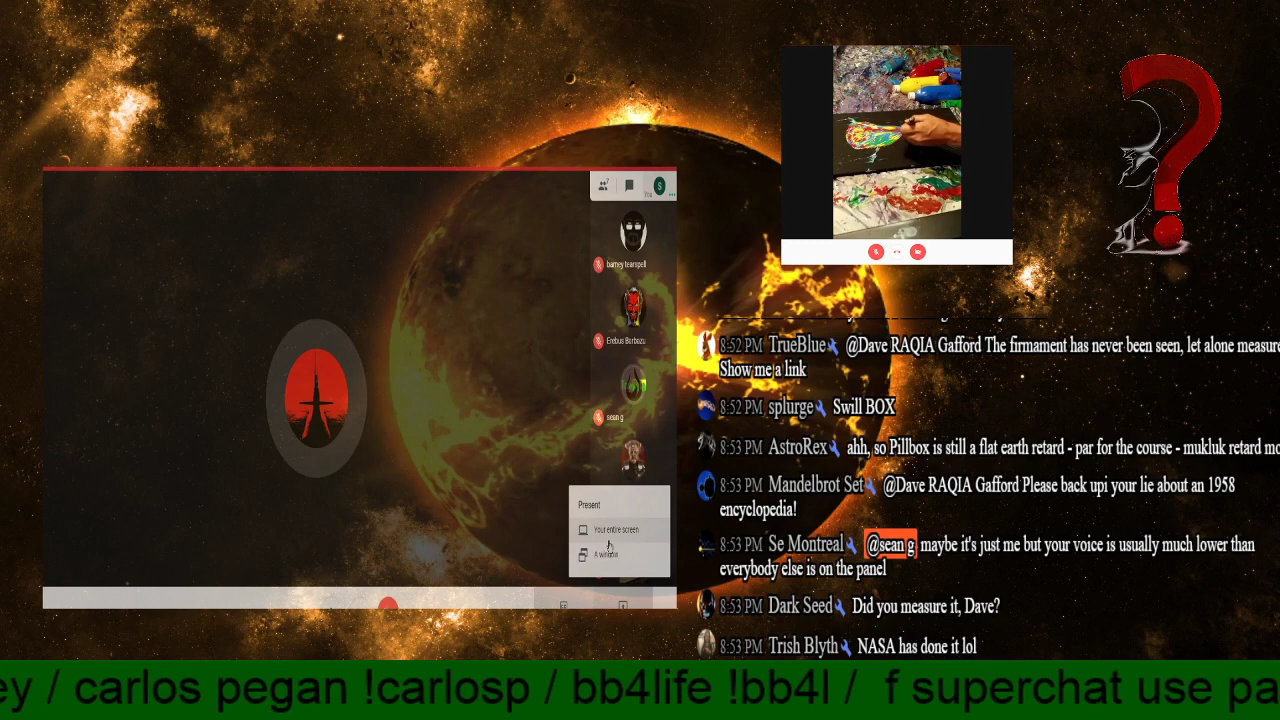 You
S
barney tearspell
Erebus Barbazu
sean g
Present
Your entire screen
A window
8:52 PM TrueBlue @Dave RAQIA Gafford The firmament has never been seen, let alone measure
Show me a link
8:52 PM splurge Swill BOX
8:53 PM AstroRex ahh, so Pillbox is still a flat earth retard - par for the course - mukluk retard mo
8:53 PM Mandelbrot Set @Dave RAQIA Gafford Please back upi your lie about an 1958
encyclopedia!
8:53 PM Se Montreal @sean g maybe it's just me but your voice is usually much lower than
everybody else is on the panel
8:53 PM Dark Seed Did you measure it, Dave?
8:53 PM Trish Blyth NASA has done it lol
ey / carlos pegan !carlosp / bb4life !bb4l / f superchat use pa